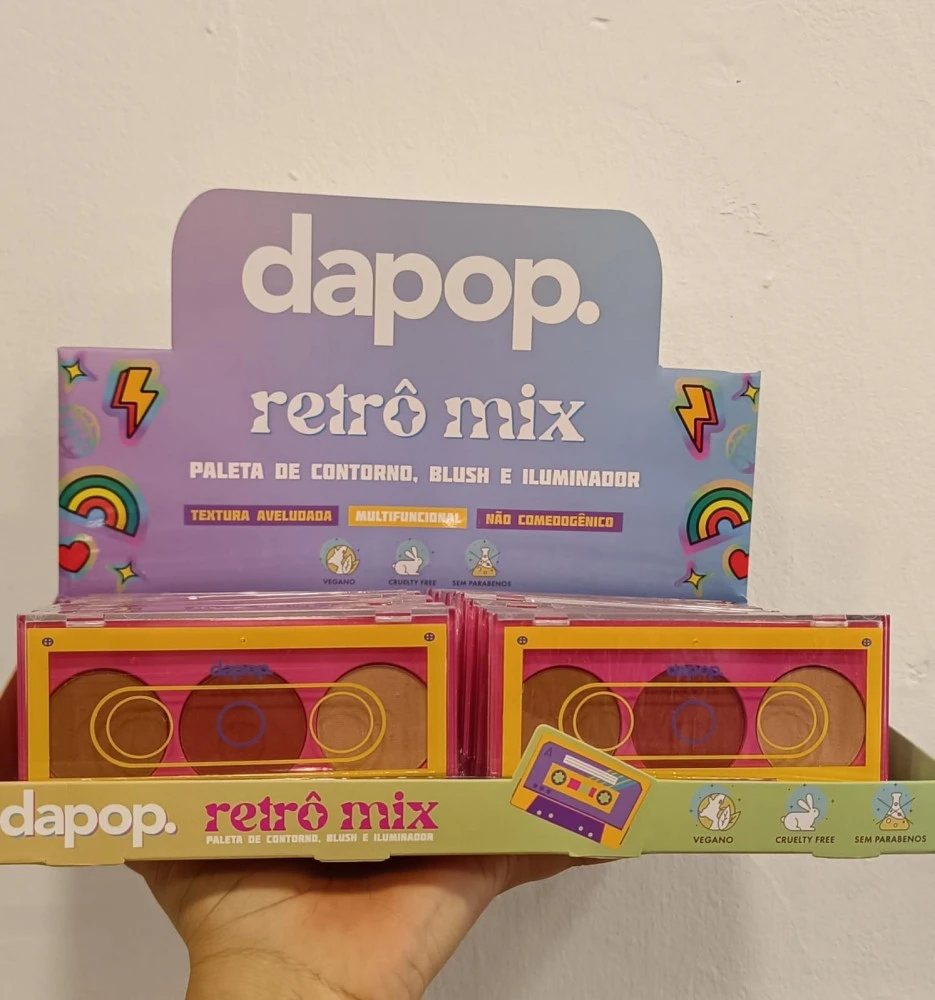 dapop.
retrô mix
PALETA DE CONTORNO, BLUSH E ILUMINADOR
TEXTURA AVELUDADA MULTIFUNCIONAL NÃO COMEDOGÊNICO
VEGANO CRUELTY FREE SEM PARABENOS
dapop. dapop.
dapop. retrô mix
PALETA DE CONTORNO, BLUSH E ILUMINADOR
A
VEGANO CRUELTY FREE SEM PARABENOS